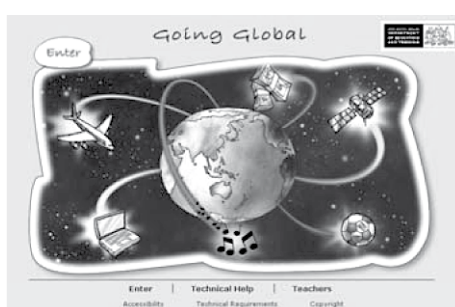 Going Global
Enter
Enter | Technical Help | Teachers
Accessibility Technical Requirements Copyright